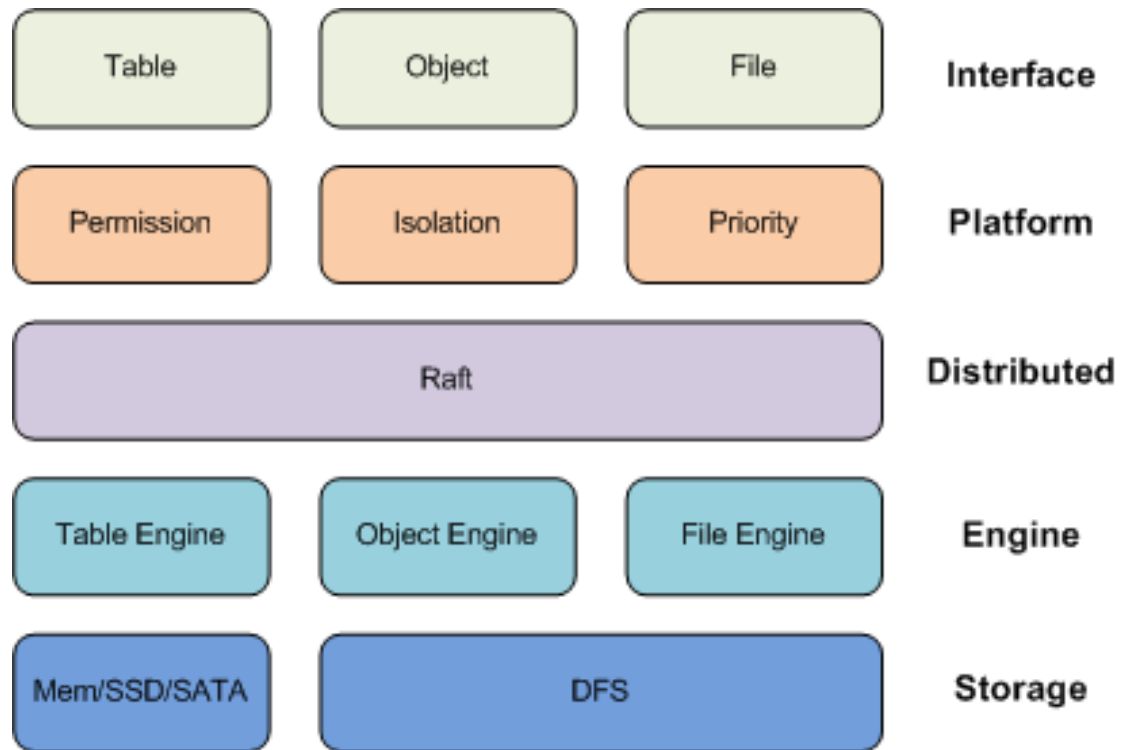 Table
Object
File
Interface
Permission
Isolation
Priority
Platform
Raft
Distributed
Table Engine
Object Engine
File Engine
Engine
Mem/SSD/SATA
DFS
Storage